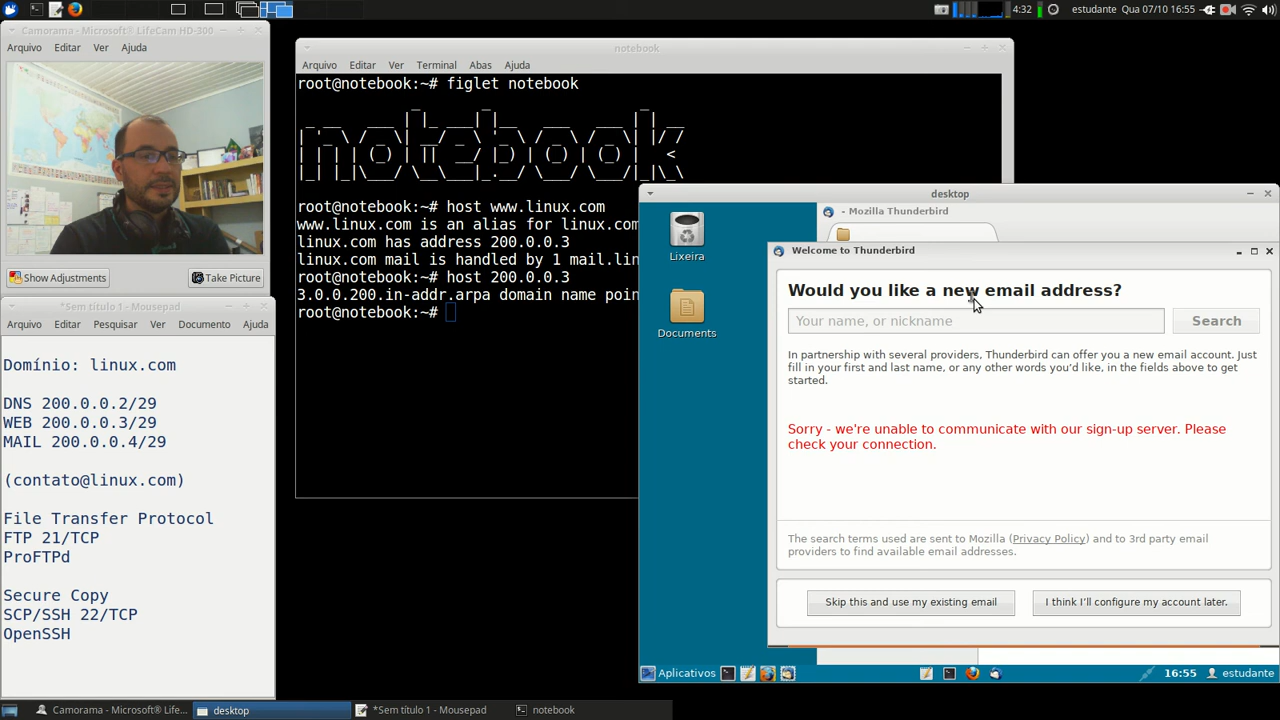 4:32 estudante Qua 07/10 16:55
Camorama - Microsoft® LifeCam HD-300
Arquivo Editar Ver Ajuda
Show Adjustments Take Picture
*Sem título 1 - Mousepad
Arquivo Editar Pesquisar Ver Documento Ajuda
Domínio: linux.com
DNS 200.0.0.2/29
WEB 200.0.0.3/29
MAIL 200.0.0.4/29
(contato@linux.com)
File Transfer Protocol
FTP 21/TCP
ProFTPd
Secure Copy
SCP/SSH 22/TCP
OpenSSH
notebook
Arquivo Editar Ver Terminal Abas Ajuda
root@notebook:~# figlet notebook
notebook
root@notebook:~# host www.linux.com
www.linux.com is an alias for linux.com
linux.com has address 200.0.0.3
linux.com mail is handled by 1 mail.lin
root@notebook:~# host 200.0.0.3
3.0.0.200.in-addr.arpa domain name poin
root@notebook:~#
desktop
Lixeira
Documents
- Mozilla Thunderbird
Welcome to Thunderbird
Would you like a new email address?
Your name, or nickname Search
In partnership with several providers, Thunderbird can offer you a new email account. Just
fill in your first and last name, or any other words you'd like, in the fields above to get
started.
Sorry - we're unable to communicate with our sign-up server. Please
check your connection.
The search terms used are sent to Mozilla (Privacy Policy) and to 3rd party email
providers to find available email addresses.
Skip this and use my existing email I think I'll configure my account later.
Aplicativos 16:55 estudante
Camorama - Microsoft® Life... desktop *Sem título 1 - Mousepad notebook